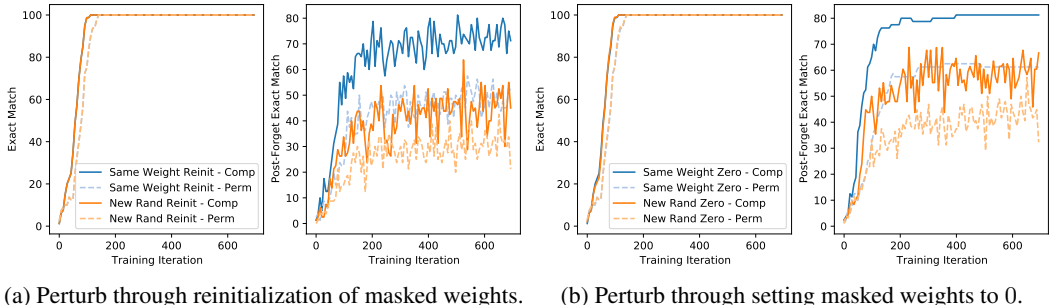 Exact Match
100
80
60
40
20
0
Same Weight Reinit - Comp
Same Weight Reinit - Perm
New Rand Reinit - Comp
New Rand Reinit - Perm
0 200 400 600
Training Iteration
Post-Forget Exact Match
80
70
60
50
40
30
20
10
0
0 200 400 600
Training Iteration
(a) Perturb through reinitialization of masked weights.
Exact Match
100
80
60
40
20
0
Same Weight Zero - Comp
Same Weight Zero - Perm
New Rand Zero - Comp
New Rand Zero - Perm
0 200 400 600
Training Iteration
Post-Forget Exact Match
80
70
60
50
40
30
20
10
0
0 200 400 600
Training Iteration
(b) Perturb through setting masked weights to 0.